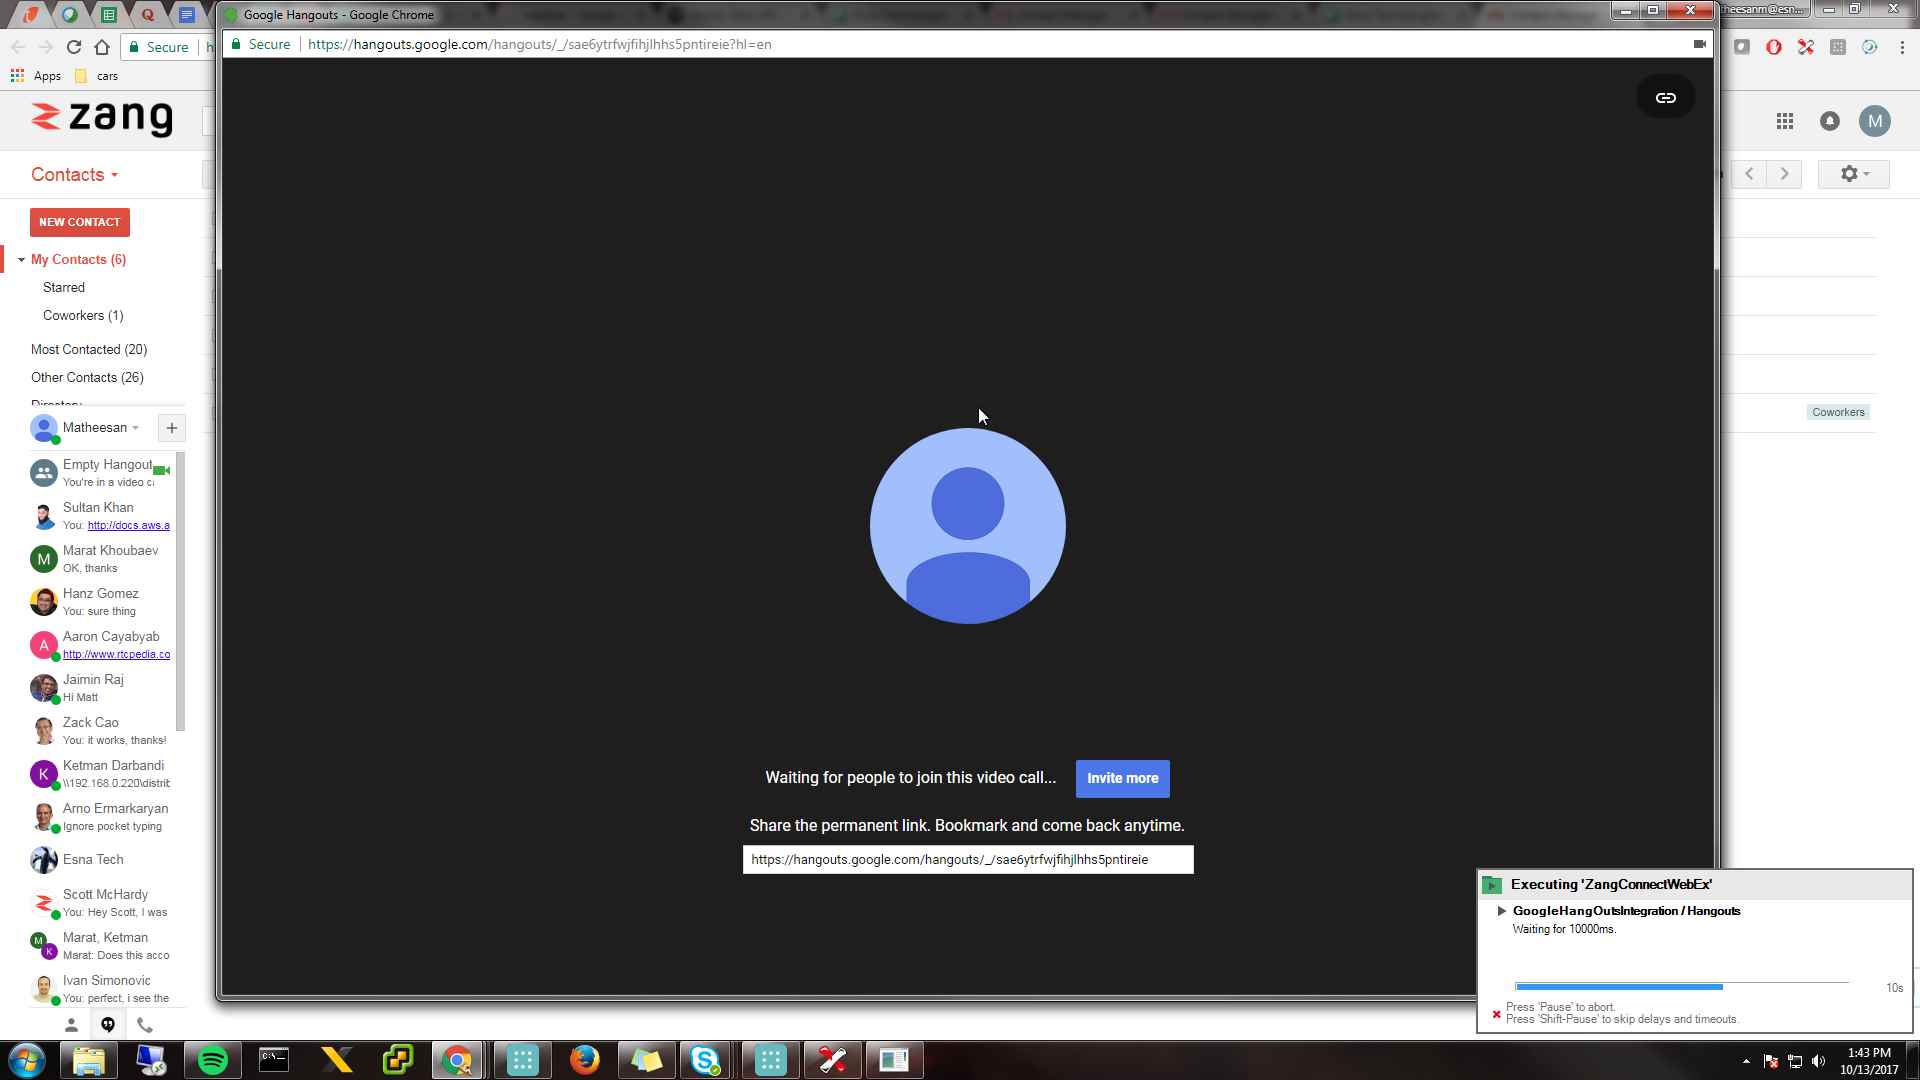 Google Hangouts - Google Chrome
theesanm@esn...
Secure
https://hangouts.google.com/hangouts/_/sae6ytrfwjfihjlhhs5pntireie?hl=en
Secure
Apps
cars
zang
M
Contacts
NEW CONTACT
My Contacts (6)
Starred
Coworkers (1)
Most Contacted (20)
Other Contacts (26)
Directory
Coworkers
Matheesan
Empty Hangout
You're in a video c
Sultan Khan
You: http://docs.aws.a
M
Marat Khoubaev
OK, thanks
Hanz Gomez
You: sure thing
A
Aaron Cayabyab
http://www.rtcpedia.co
Jaimin Raj
Hi Matt
Zack Cao
You: it works, thanks!
K
Ketman Darbandi
\\192.168.0.220\distrib
Arno Ermarkaryan
Ignore pocket typing
Esna Tech
Scott McHardy
You: Hey Scott, I was
M
K
Marat, Ketman
Marat: Does this acco
Ivan Simonovic
You: perfect, i see the
Waiting for people to join this video call...
Invite more
Share the permanent link. Bookmark and come back anytime.
https://hangouts.google.com/hangouts/_/sae6ytrfwjfihjlhhs5pntireie
Executing 'ZangConnectWebEx'
GoogleHangOutsIntegration / Hangouts
Waiting for 10000ms.
10s
Press 'Pause' to abort.
Press 'Shift-Pause' to skip delays and timeouts.
1:43 PM
10/13/2017